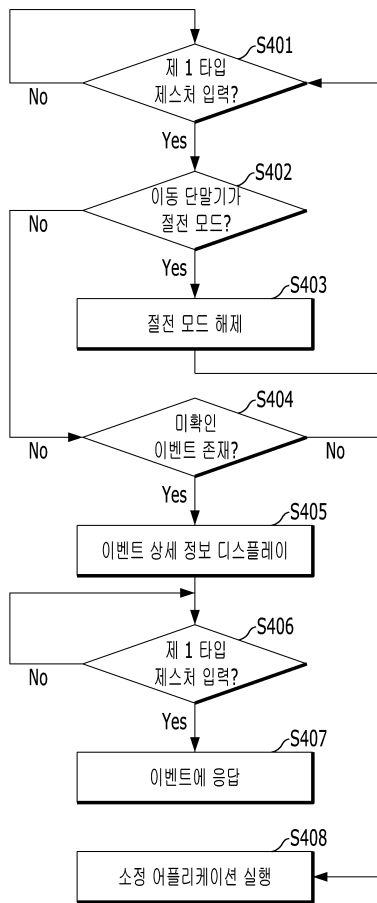 S401
제 1 타입
제스처 입력?
No
Yes
S402
이동 단말기가
절전 모드?
No
Yes
S403
절전 모드 해제
S404
미확인
이벤트 존재?
No
No
Yes
S405
이벤트 상세 정보 디스플레이
S406
제 1 타입
제스처 입력?
No
Yes
S407
이벤트에 응답
S408
소정 어플리케이션 실행